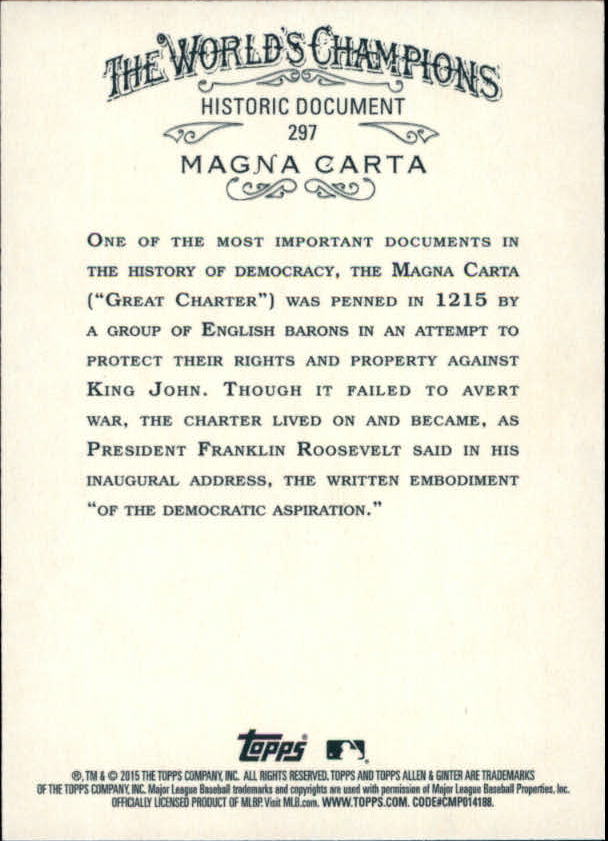 THE WORLD'S CHAMPIONS
HISTORIC DOCUMENT
297
MAGNA CARTA
ONE OF THE MOST IMPORTANT DOCUMENTS IN
THE HISTORY OF DEMOCRACY, THE MAGNA CARTA
("GREAT CHARTER") WAS PENNED IN 1215 BY
A GROUP OF ENGLISH BARONS IN AN ATTEMPT TO
PROTECT THEIR RIGHTS AND PROPERTY AGAINST
KING JOHN. THOUGH IT FAILED TO AVERT
WAR, THE CHARTER LIVED ON AND BECAME, AS
PRESIDENT FRANKLIN ROOSEVELT SAID IN HIS
INAUGURAL ADDRESS, THE WRITTEN EMBODIMENT
"OF THE DEMOCRATIC ASPIRATION."
Topps
®, TM & © 2015 THE TOPPS COMPANY, INC. ALL RIGHTS RESERVED. TOPPS AND TOPPS ALLEN & GINTER ARE TRADEMARKS
OF THE TOPPS COMPANY, INC. Major League Baseball trademarks and copyrights are used with permission of Major League Baseball Properties, Inc.
OFFICIALLY LICENSED PRODUCT OF MLBP. Visit MLB.com. WWW.TOPPS.COM. CODE#CMP014188.